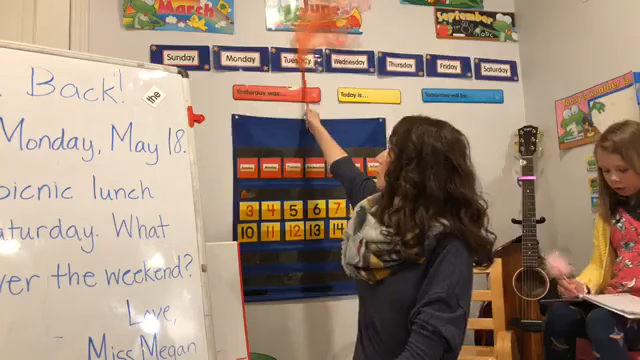 March
September
Sunday Monday Tuesday Wednesday Thursday Friday Saturday
Yesterday was... Today is... Tomorrow will be...
. Back!
the
Monday, May 18.
picnic lunch
aturday. What
ver the weekend?
Love,
Miss Megan
3 4 5 6 7
10 11 12 13 14